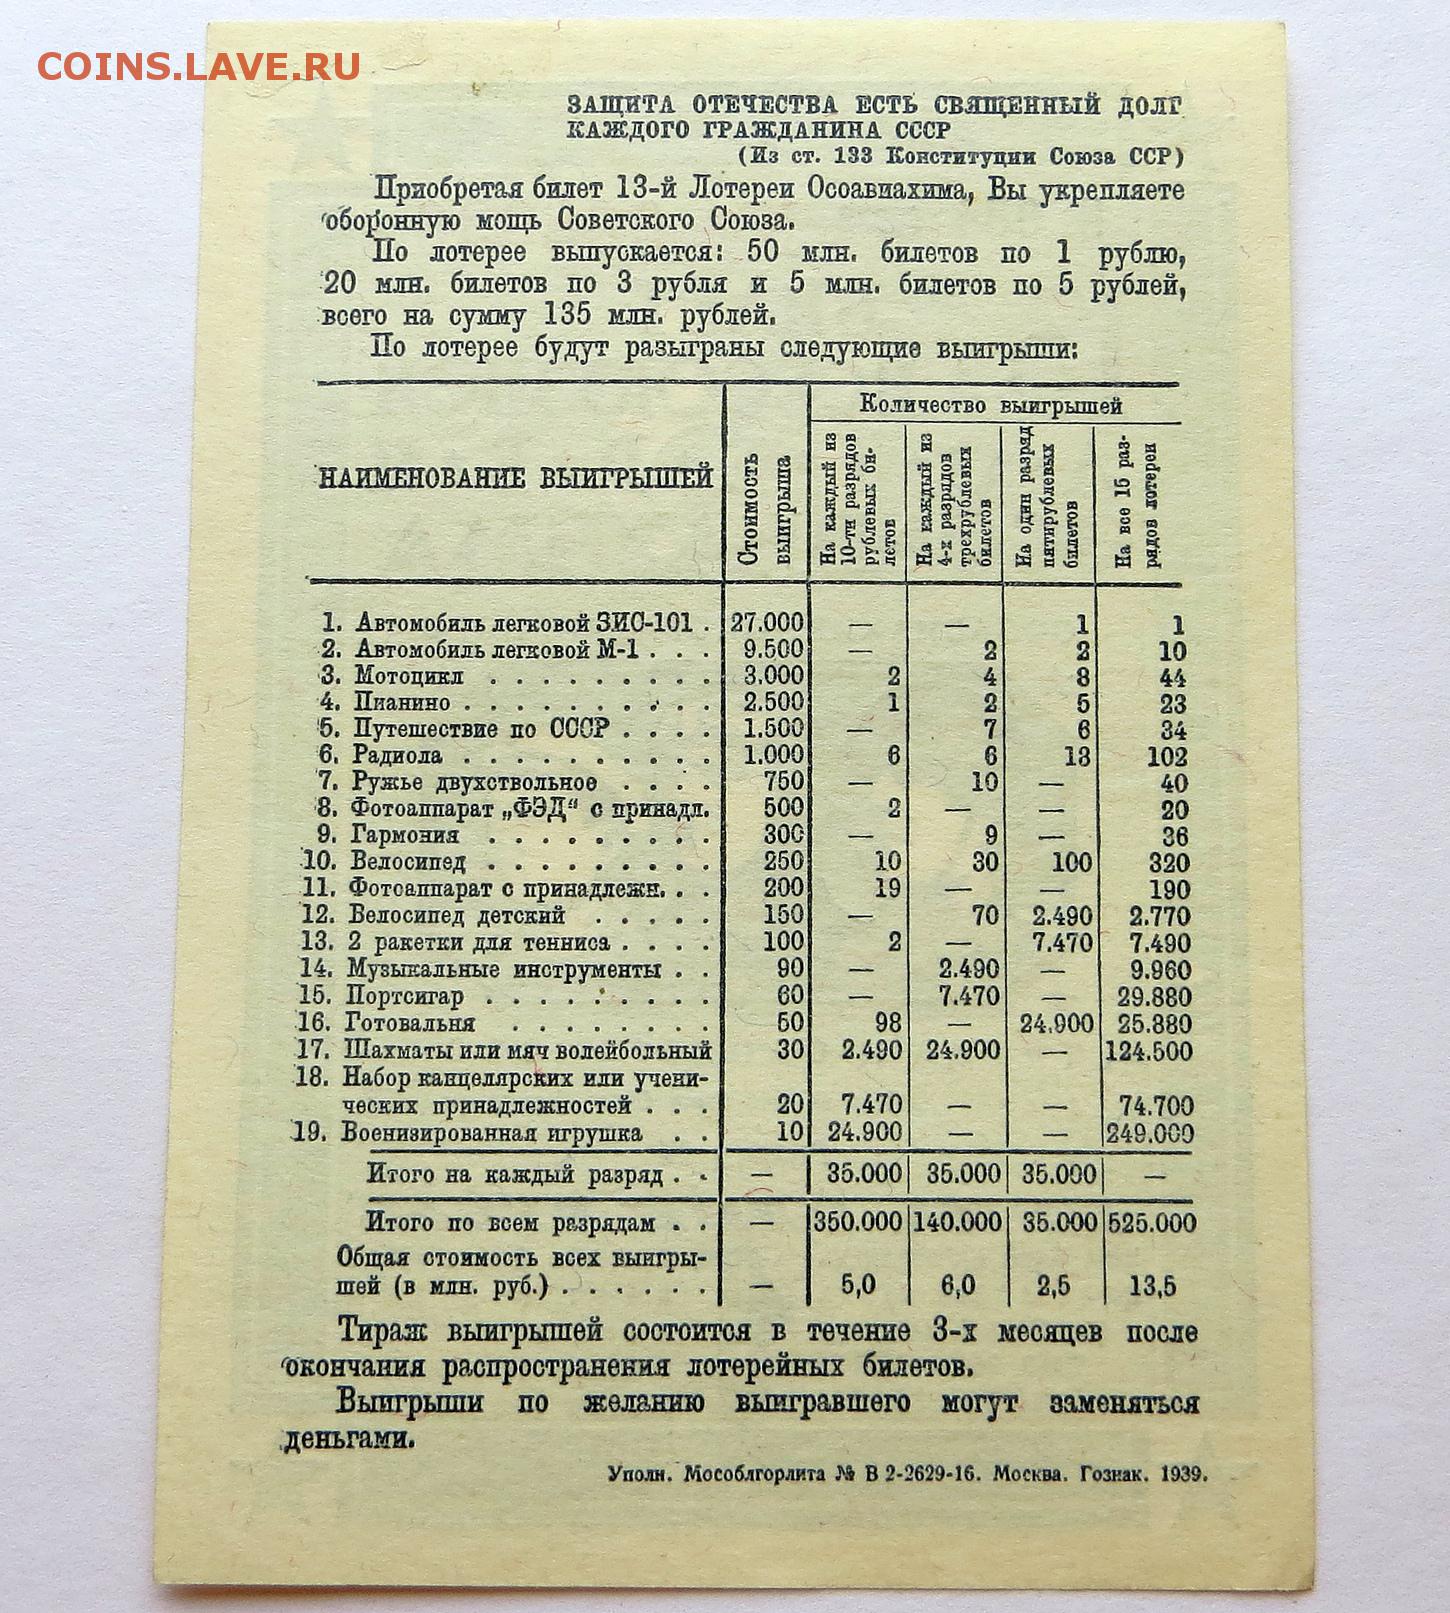 COINS.LAVE.RU
ЗАЩИТА ОТЕЧЕСТВА ЕСТЬ СВЯЩЕННЫЙ ДОЛГ
КАЖДОГО ГРАЖДАНИНА СССР
(Из ст. 133 Конституции Союза ССР)
Приобретая билет 13-й Лотереи Осоавиахима, Вы укрепляете
оборонную мощь Советского Союза.
По лотерее выпускается: 50 млн. билетов по 1 рублю,
20 млн. билетов по 3 рубля и 5 млн. билетов по 5 рублей,
всего на сумму 135 млн. рублей.
По лотерее будут разыграны следующие выигрыши:
НАИМЕНОВАНИЕ ВЫИГРЫШЕЙ
Стоимость
выигрыша
Количество выигрышей
На каждый из
10-ти разрядов
рублевых би-
летов
На каждый из
4-х разрядов
трехрублевых
билетов
На один разряд
пятирублевых
билетов
На все 15 раз-
рядов лотереи
1. Автомобиль легковой ЗИС-101 . 27.000 — — 1 1
2. Автомобиль легковой М-1 . . . 9.500 — 2 2 10
3. Мотоцикл . . . . . . . . . 3.000 2 4 8 44
4. Пианино . . . . . . . . . . 2.500 1 2 5 23
5. Путешествие по СССР . . . . 1.500 — 7 6 34
6. Радиола . . . . . . . . . . 1.000 6 6 13 102
7. Ружье двухствольное . . . . 750 — 10 — 40
8. Фотоаппарат „ФЭД“ с принадл. 500 2 — — 20
9. Гармония . . . . . . . . . 300 — 9 — 36
10. Велосипед . . . . . . . . . 250 10 30 100 320
11. Фотоаппарат с принадлежн. . . 200 19 — — 190
12. Велосипед детский . . . . . 150 — 70 2.490 2.770
13. 2 ракетки для тенниса . . . . 100 2 — 7.470 7.490
14. Музыкальные инструменты . . 90 — 2.490 — 9.960
15. Портсигар . . . . . . . . . 60 — 7.470 — 29.880
16. Готовальня . . . . . . . . 50 98 — 24.900 25.880
17. Шахматы или мяч волейбольный 30 2.490 24.900 — 124.500
18. Набор канцелярских или учени-
ческих принадлежностей . . . 20 7.470 — — 74.700
19. Военизированная игрушка . . 10 24.900 — — 249.000
Итого на каждый разряд . . — 35.000 35.000 35.000 —
Итого по всем разрядам . . — 350.000 140.000 35.000 525.000
Общая стоимость всех выигры-
шей (в млн. руб.) . . . . . . — 5,0 6,0 2,5 13,5
Тираж выигрышей состоится в течение 3-х месяцев после
окончания распространения лотерейных билетов.
Выигрыши по желанию выигравшего могут заменяться
деньгами.
Уполн. Мособлгорлита № В 2-2629-16. Москва. Гознак. 1939.